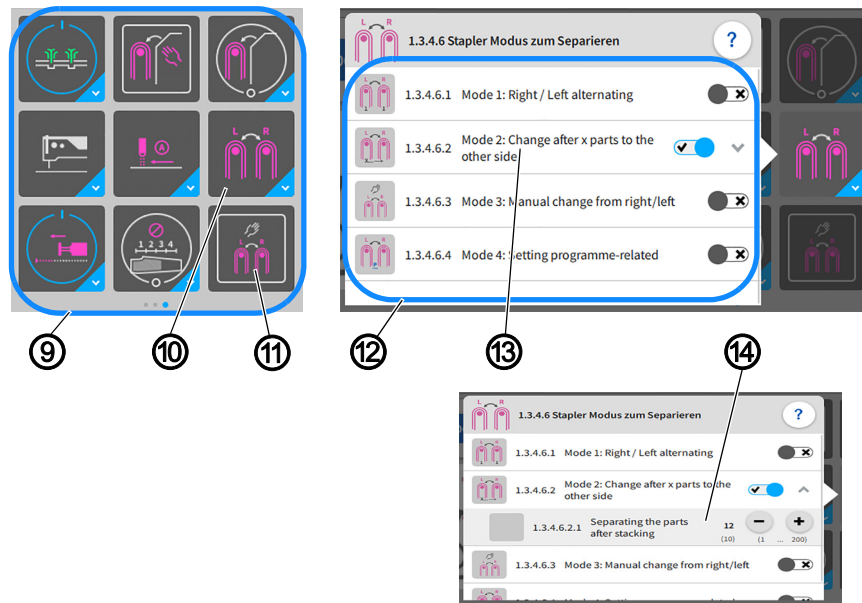 L R
A
L R
1 2 3 4
L R
⑨
⑩
⑪
L R
1.3.4.6 Stapler Modus zum Separieren
?
L R
1 1
1.3.4.6.1 Mode 1: Right / Left alternating
L R
1.3.4.6.2 Mode 2: Change after x parts to the
other side
L R
1.3.4.6.3 Mode 3: Manual change from right/left
L R
P
1.3.4.6.4 Mode 4: Setting programme-related
L R
L R
⑫
⑬
⑭
L R
1.3.4.6 Stapler Modus zum Separieren
?
L R
1.3.4.6.1 Mode 1: Right / Left alternating
L R
1.3.4.6.2 Mode 2: Change after x parts to the
other side
1.3.4.6.2.1 Separating the parts
after stacking
12
(10)
− +
(1 ... 200)
L R
1.3.4.6.3 Mode 3: Manual change from right/left